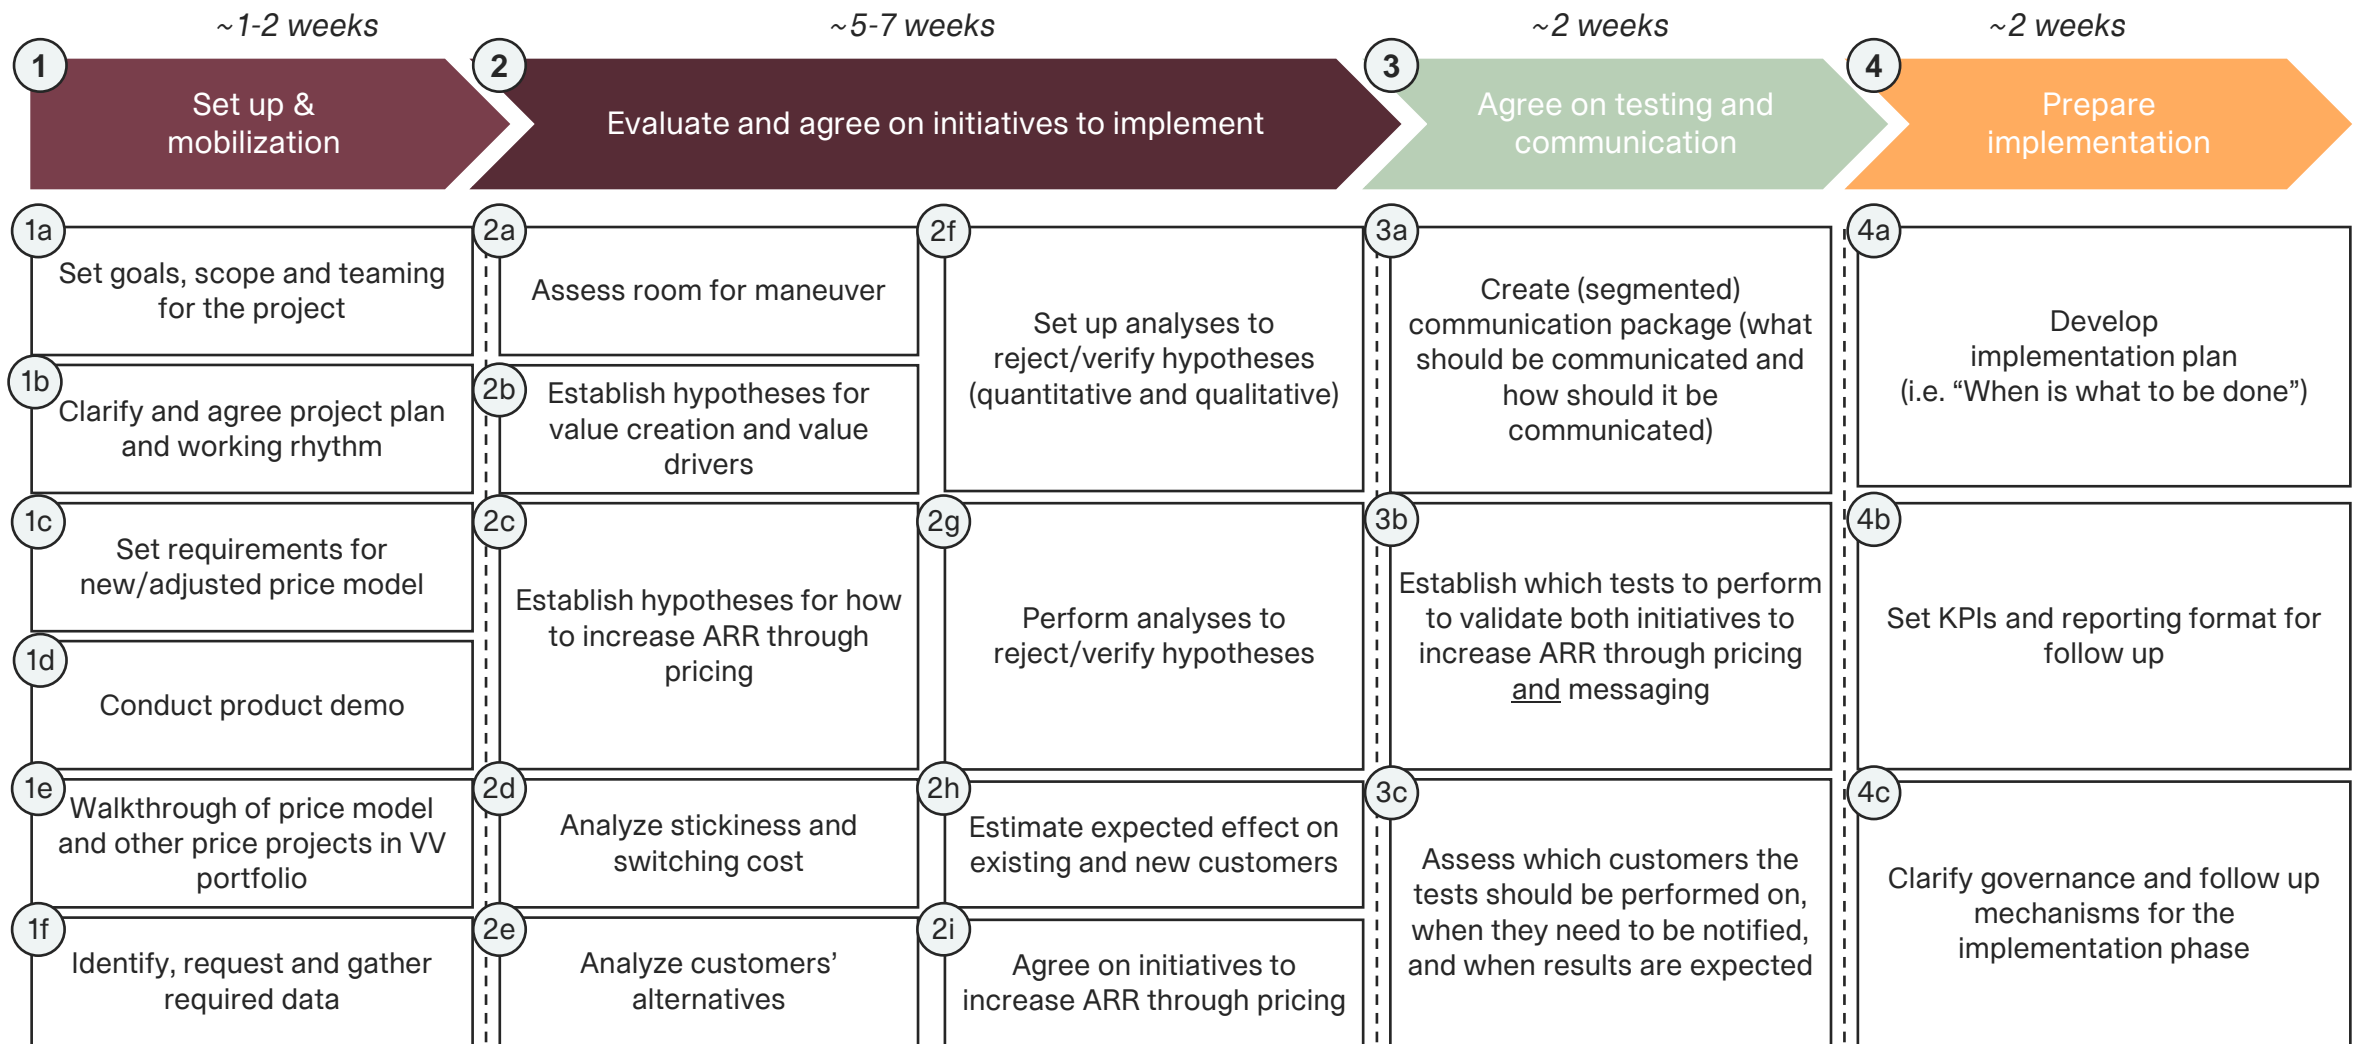 ~1-2 weeks
~5-7 weeks
~2 weeks
~2 weeks
1
Set up &
mobilization
2
Evaluate and agree on initiatives to implement
3
Agree on testing and
communication
4
Prepare
implementation
1a
Set goals, scope and teaming
for the project
1b
Clarify and agree project plan
and working rhythm
1c
Set requirements for
new/adjusted price model
1d
Conduct product demo
1e
Walkthrough of price model
and other price projects in VV
portfolio
1f
Identify, request and gather
required data
2a
Assess room for maneuver
2b
Establish hypotheses for
value creation and value
drivers
2c
Establish hypotheses for how
to increase ARR through
pricing
2d
Analyze stickiness and
switching cost
2e
Analyze customers’
alternatives
2f
Set up analyses to
reject/verify hypotheses
(quantitative and qualitative)
2g
Perform analyses to
reject/verify hypotheses
2h
Estimate expected effect on
existing and new customers
2i
Agree on initiatives to
increase ARR through pricing
3a
Create (segmented)
communication package (what
should be communicated and
how should it be
communicated)
3b
Establish which tests to perform
to validate both initiatives to
increase ARR through pricing
and messaging
3c
Assess which customers the
tests should be performed on,
when they need to be notified,
and when results are expected
4a
Develop
implementation plan
(i.e. “When is what to be done”)
4b
Set KPIs and reporting format for
follow up
4c
Clarify governance and follow up
mechanisms for the
implementation phase